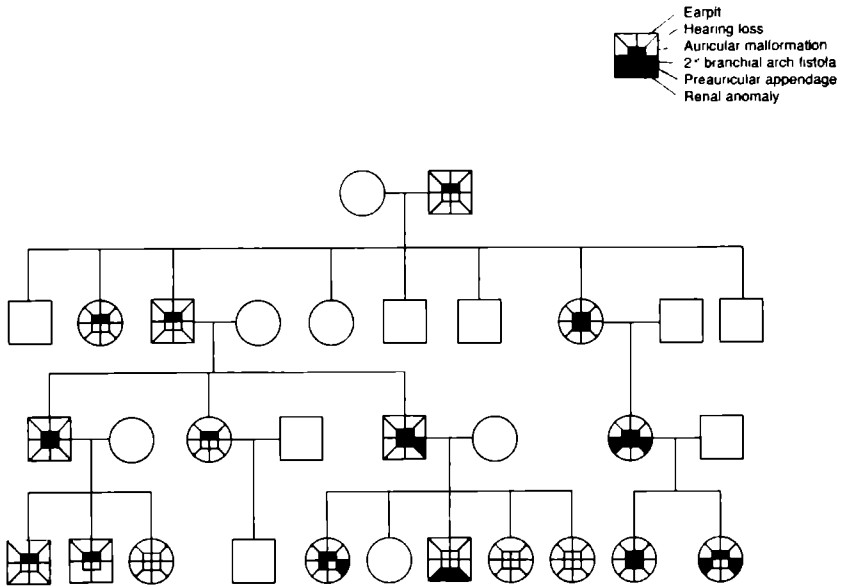 Earpit
Hearing loss
Auricular malformation
branchial arch fistula
Preauricular appendage
Renal anomaly